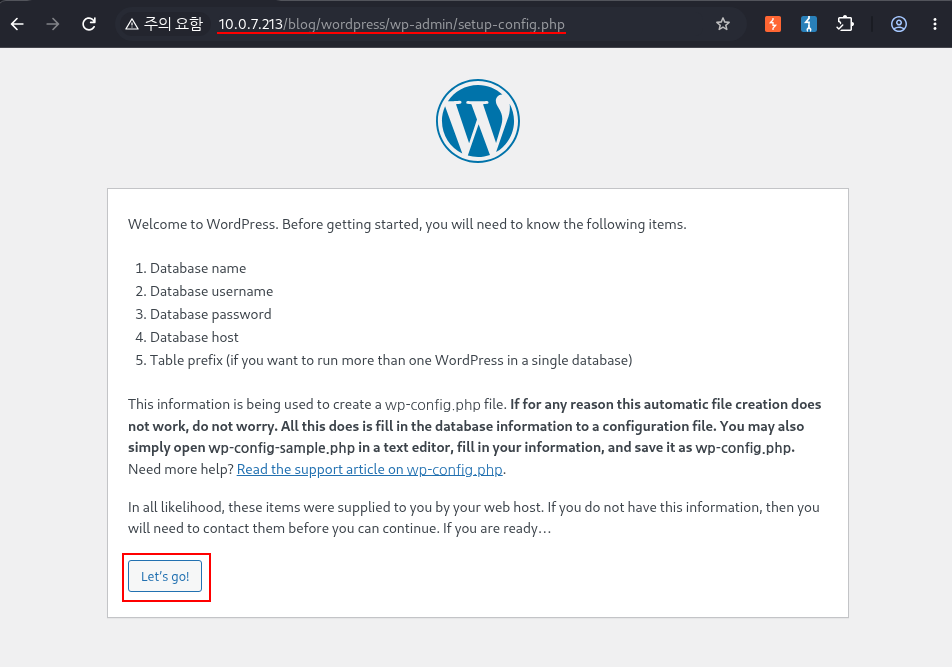 주의 요함 10.0.7.213/blog/wordpress/wp-admin/setup-config.php
W
Welcome to WordPress. Before getting started, you will need to know the following items.
1. Database name
2. Database username
3. Database password
4. Database host
5. Table prefix (if you want to run more than one WordPress in a single database)
This information is being used to create a wp-config.php file. If for any reason this automatic file creation does
not work, do not worry. All this does is fill in the database information to a configuration file. You may also
simply open wp-config-sample.php in a text editor, fill in your information, and save it as wp-config.php.
Need more help? Read the support article on wp-config.php.
In all likelihood, these items were supplied to you by your web host. If you do not have this information, then you
will need to contact them before you can continue. If you are ready…
Let's go!